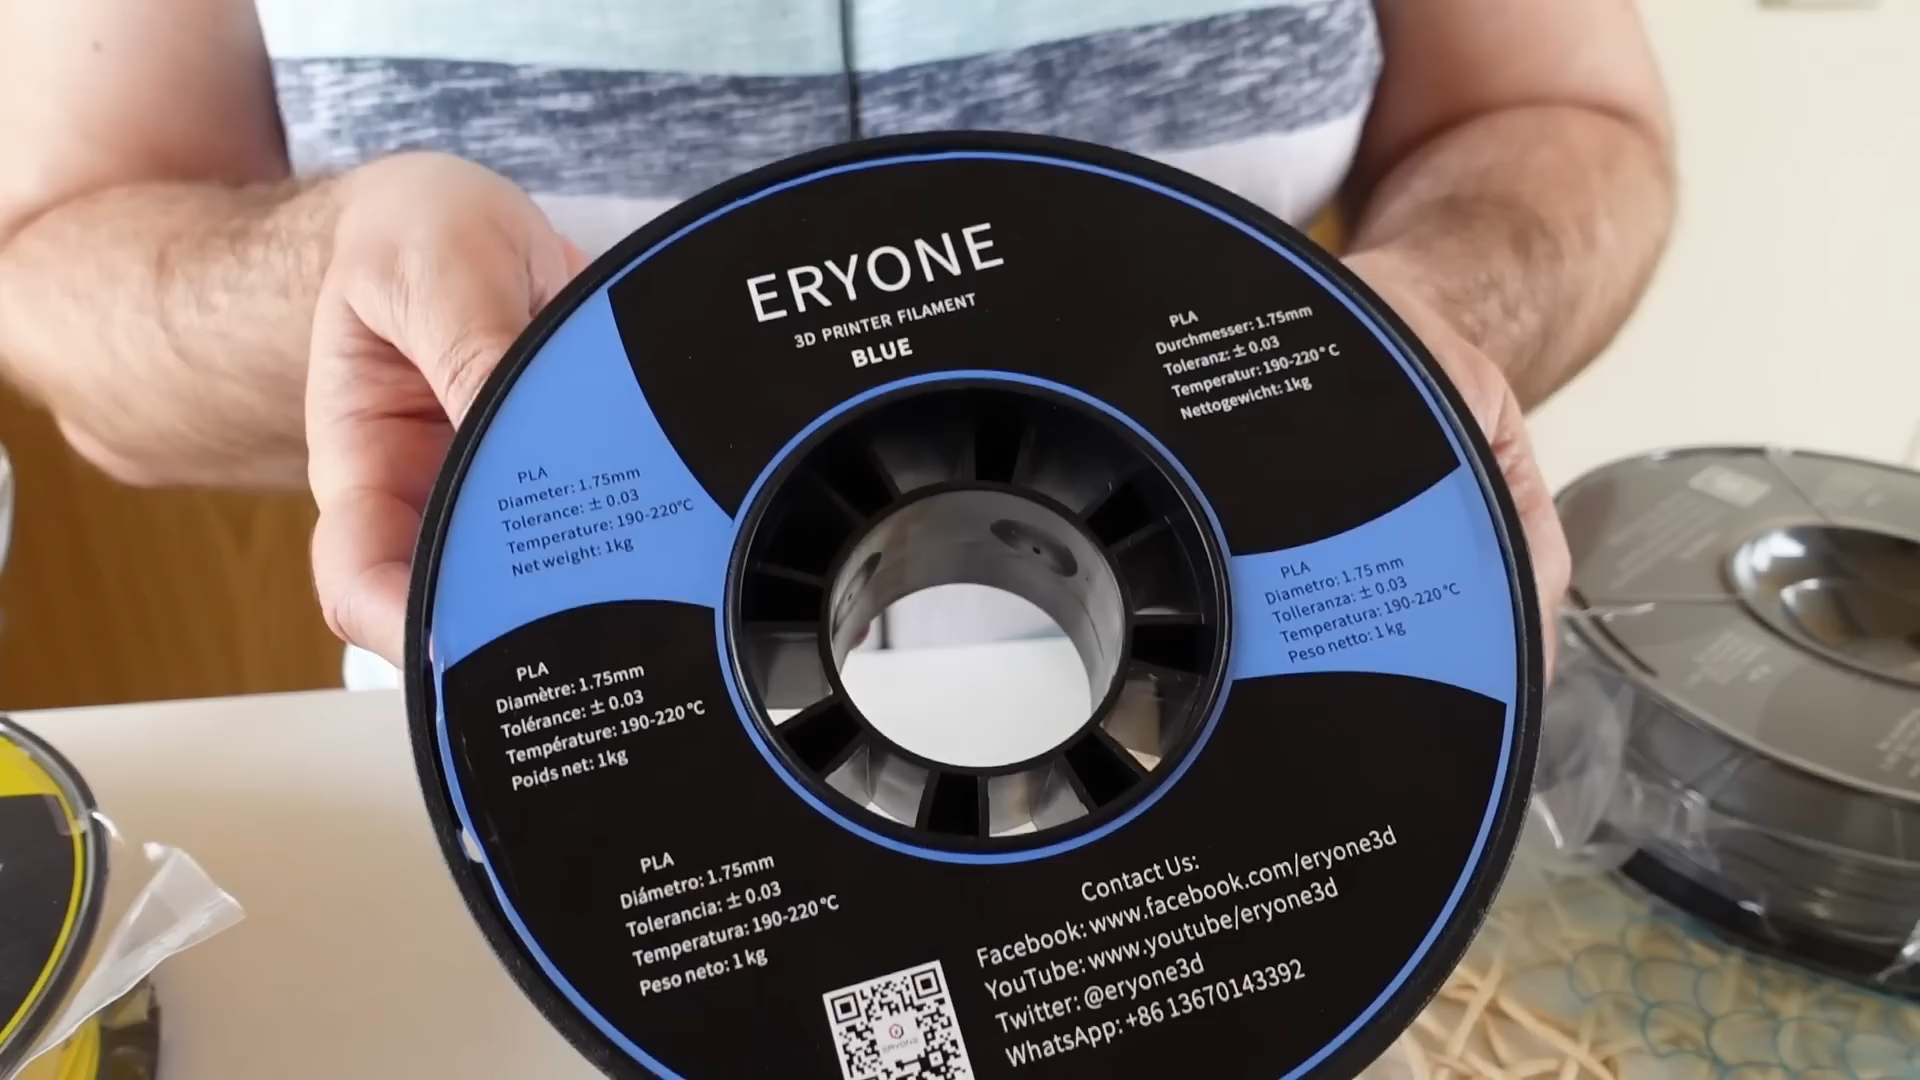 ERYONE
3D PRINTER FILAMENT
BLUE
PLA
Durchmesser: 1.75mm
Toleranz: ± 0.03
Temperatur: 190-220°C
Nettogewicht: 1kg
PLA
Diameter: 1.75mm
Tolerance: ± 0.03
Temperature: 190-220℃
Net weight: 1kg
PLA
Diametro: 1.75 mm
Tolleranza: ± 0.03
Temperatura: 190-220℃
Peso netto: 1 kg
PLA
Diamètre: 1.75mm
Tolérance: ± 0.03
Température: 190-220℃
Poids net: 1kg
PLA
Diámetro: 1.75mm
Tolerancia: ± 0.03
Temperatura: 190-220℃
Peso neto: 1 kg
Contact Us:
Facebook: www.facebook.com/eryone3d
YouTube: www.youtube/eryone3d
Twitter: @eryone3d
WhatsApp: +86 13670143392
ERYONE